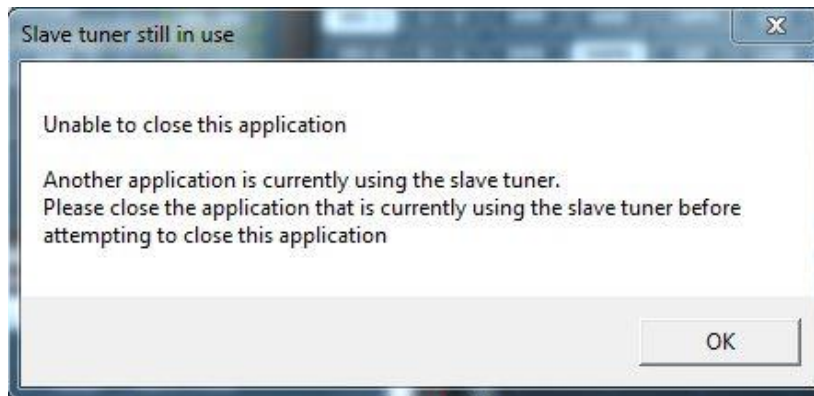 Slave tuner still in use
Unable to close this application
Another application is currently using the slave tuner.
Please close the application that is currently using the slave tuner before
attempting to close this application
OK